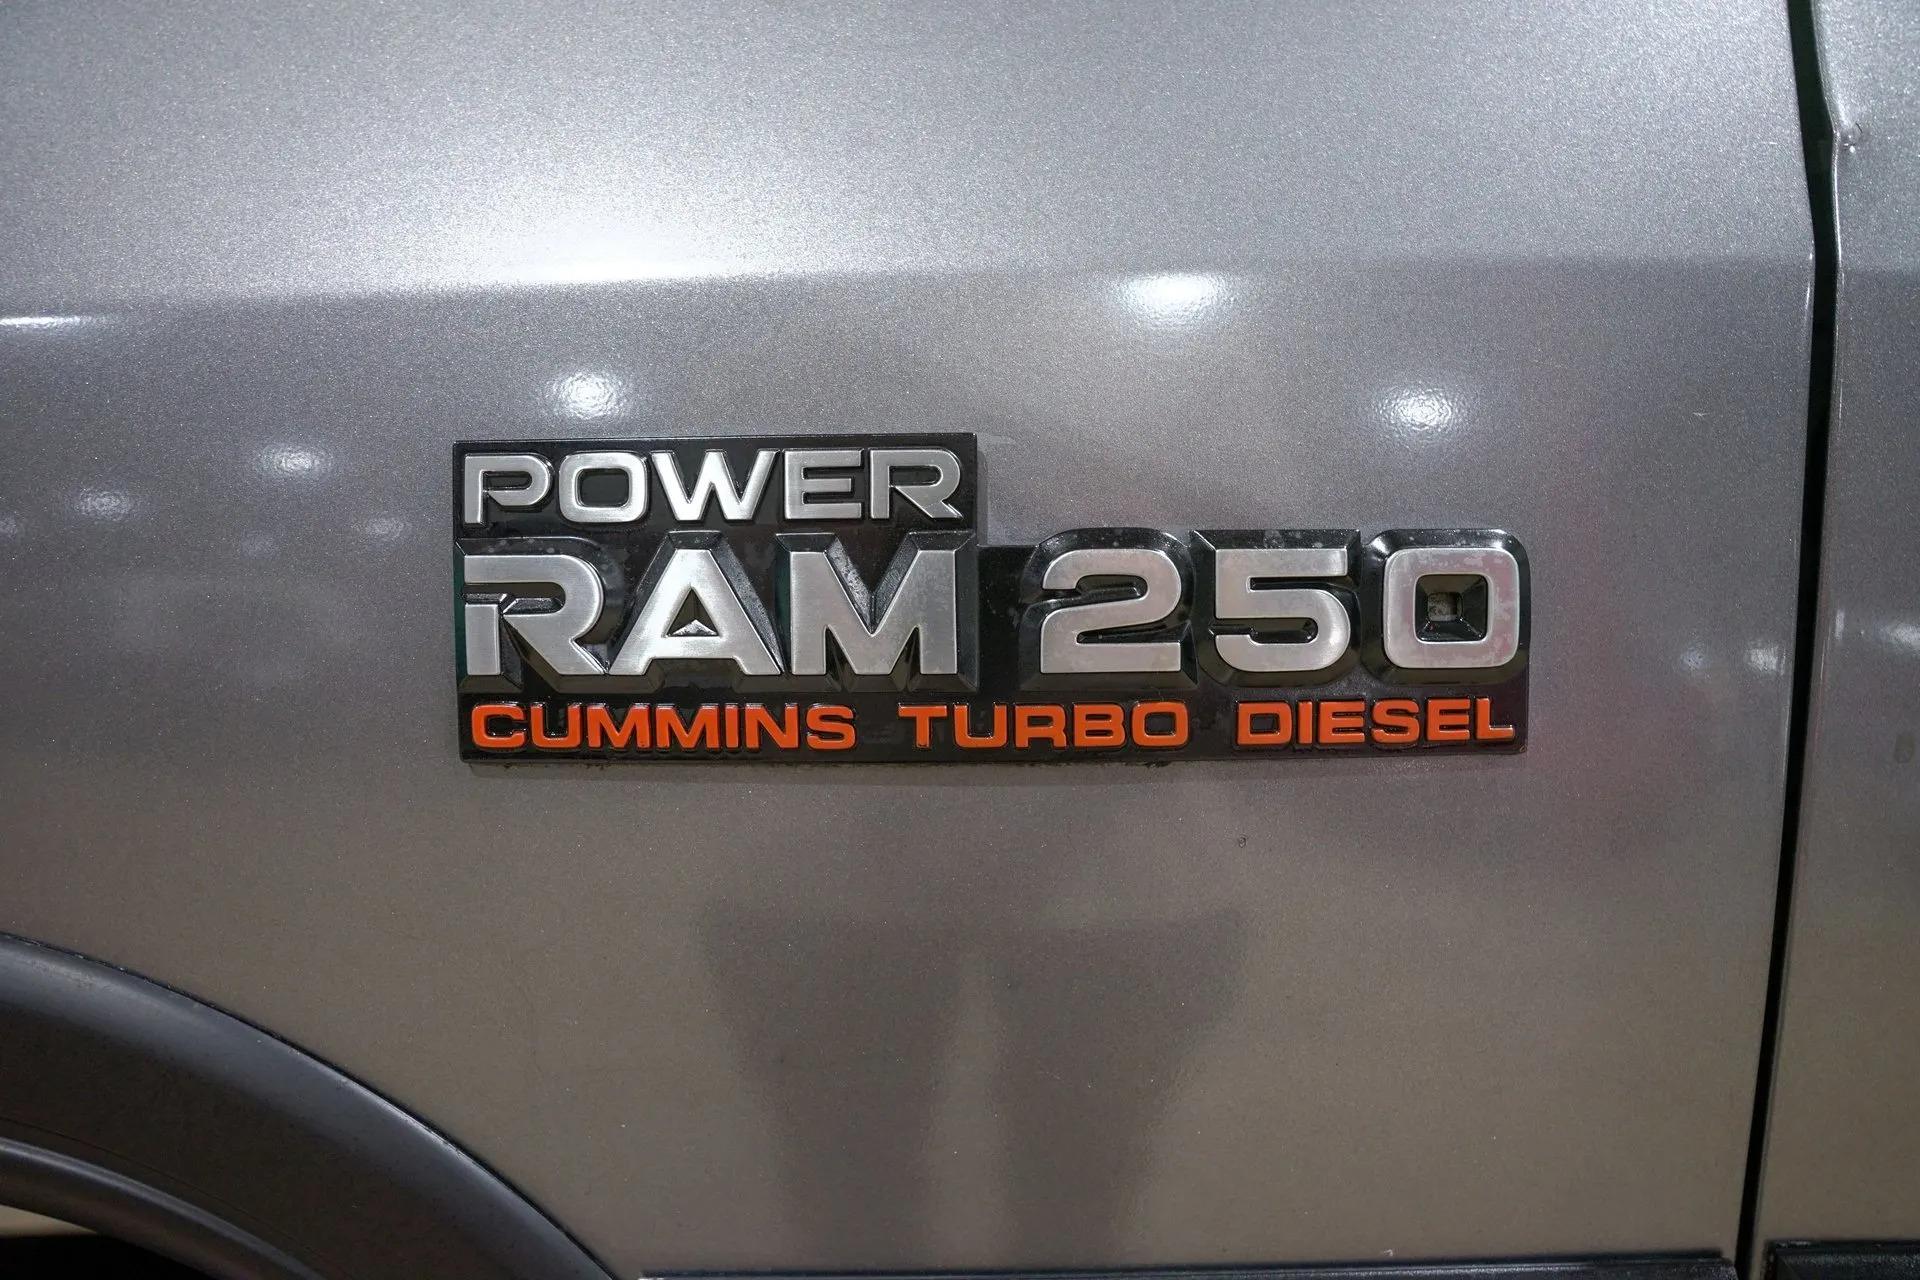 POWER
RAM 250
CUMMINS TURBO DIESEL